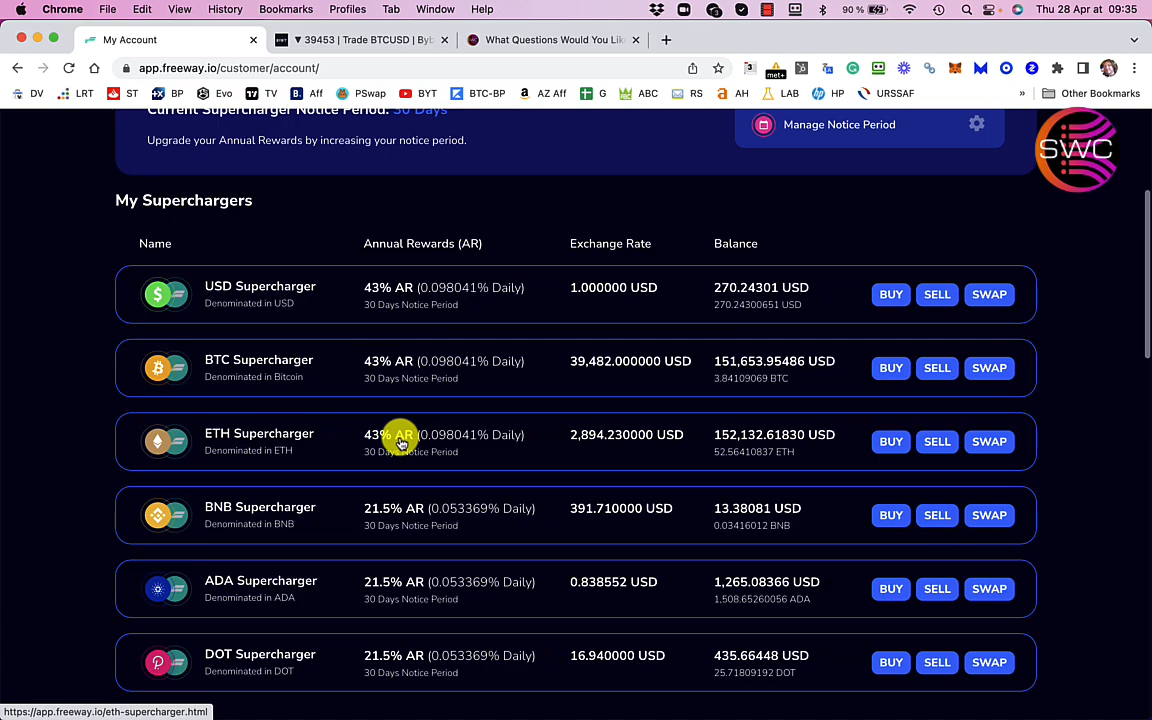 Chrome File Edit View History Bookmarks Profiles Tab Window Help 90 % Thu 28 Apr at 09:35
My Account 39453 | Trade BTCUSD | Byb What Questions Would You Like
app.freeway.io/customer/account/
DV LRT ST BP Evo TV Aff PSwap BYT BTC-BP AZ Aff G ABC RS AH LAB HP URSSAF » Other Bookmarks
Current Supercharger Notice Period: 30 Days
Manage Notice Period
Upgrade your Annual Rewards by increasing your notice period.
SWC
My Superchargers
Name Annual Rewards (AR) Exchange Rate Balance
USD Supercharger 43% AR (0.098041% Daily) 1.000000 USD 270.24301 USD BUY SELL SWAP
Denominated in USD 30 Days Notice Period 270.24300651 USD
BTC Supercharger 43% AR (0.098041% Daily) 39,482.000000 USD 151,653.95486 USD BUY SELL SWAP
Denominated in Bitcoin 30 Days Notice Period 3.84109069 BTC
ETH Supercharger 43% AR (0.098041% Daily) 2,894.230000 USD 152,132.61830 USD BUY SELL SWAP
Denominated in ETH 30 Days Notice Period 52.56410837 ETH
BNB Supercharger 21.5% AR (0.053369% Daily) 391.710000 USD 13.38081 USD BUY SELL SWAP
Denominated in BNB 30 Days Notice Period 0.03416012 BNB
ADA Supercharger 21.5% AR (0.053369% Daily) 0.838552 USD 1,265.08366 USD BUY SELL SWAP
Denominated in ADA 30 Days Notice Period 1,508.65260056 ADA
DOT Supercharger 21.5% AR (0.053369% Daily) 16.940000 USD 435.66448 USD BUY SELL SWAP
Denominated in DOT 30 Days Notice Period 25.71809192 DOT
https://app.freeway.io/eth-supercharger.html